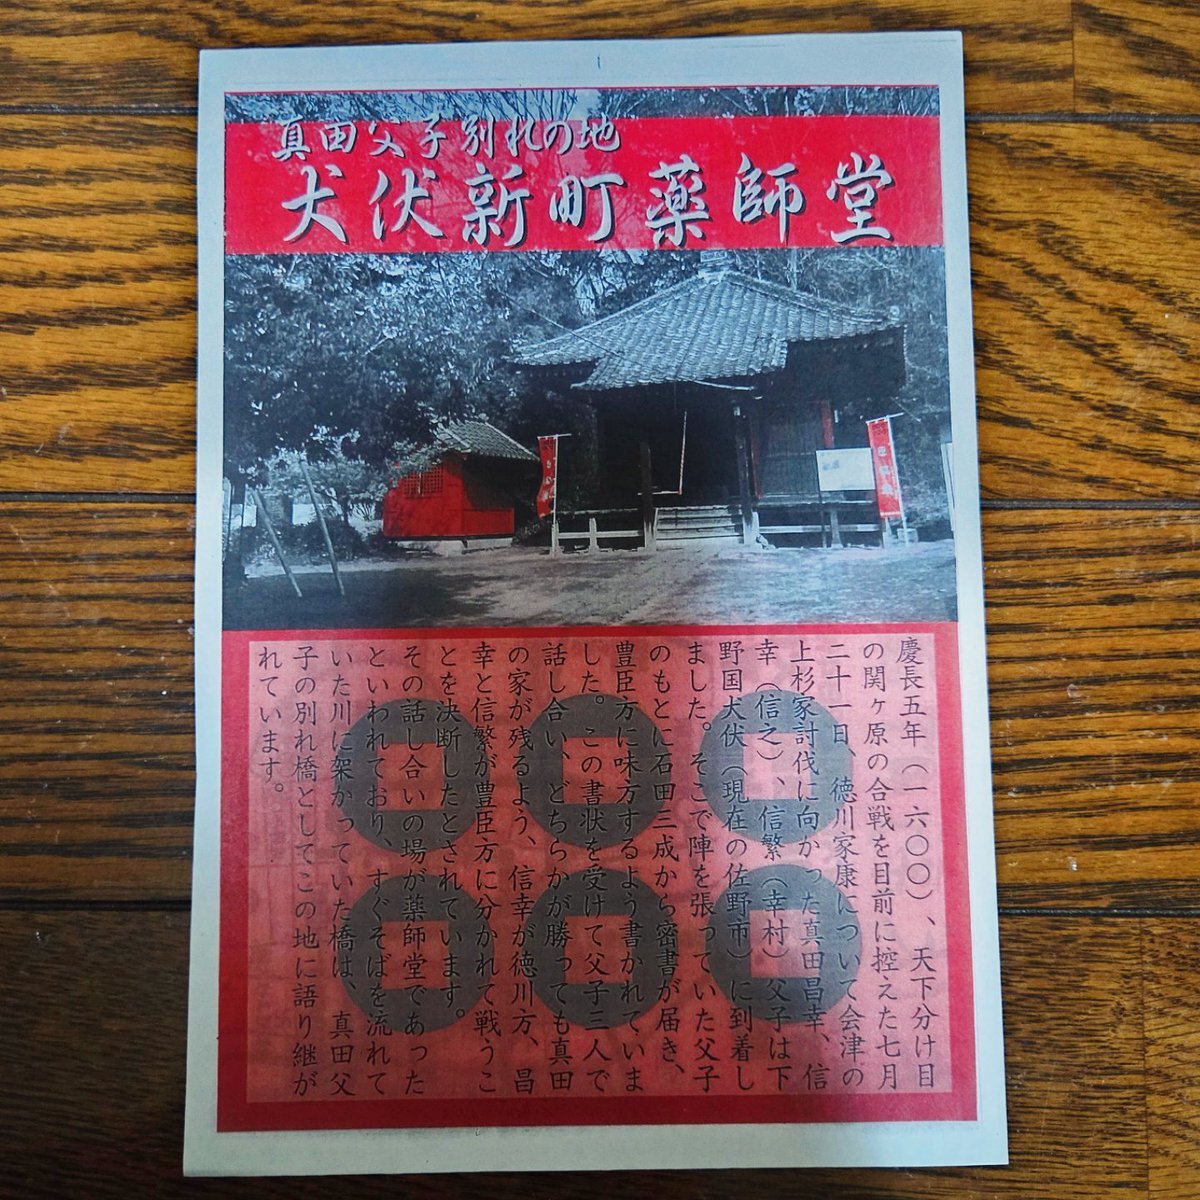 真田父子別れの地
犬伏新町薬師堂
慶長五年（一六〇〇）、天下分け目
の関ヶ原の合戦を目前に控えた七月
二十一日、徳川家康について会津の
上杉家討伐に向かった真田昌幸、信
幸（信之）、信繁（幸村）父子は下
野国犬伏（現在の佐野市）に到着し
ました。そこで陣を張っていた父子
のもとに石田三成から密書が届き、
豊臣方に味方するよう書かれていま
した。この書状を受けて父子三人で
話し合い、どちらかが勝っても真田
の家が残るよう、信幸が徳川方、昌
幸と信繁が豊臣方に分かれて戦うこ
とを決断したとされています。
その話し合いの場が薬師堂であった
といわれており、すぐそばを流れて
いた川に架かっていた橋は、真田父
子の別れ橋としてこの地に語り継が
れています。